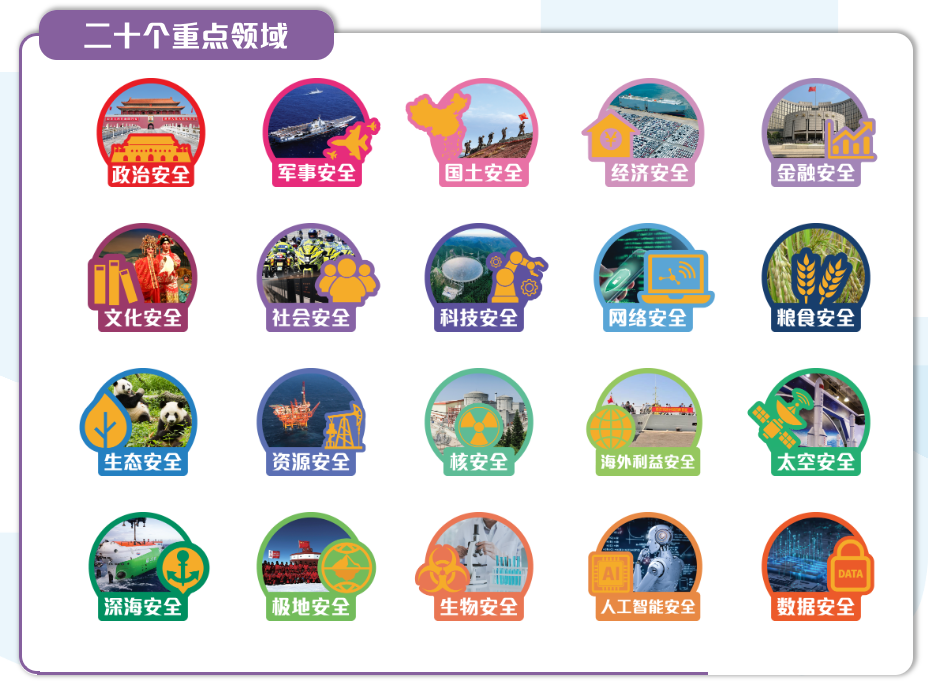 二十个重点领域
政治安全
军事安全
国土安全
经济安全
金融安全
文化安全
社会安全
科技安全
网络安全
粮食安全
生态安全
资源安全
核安全
海外利益安全
太空安全
深海安全
极地安全
生物安全
AI
人工智能安全
DATA
数据安全